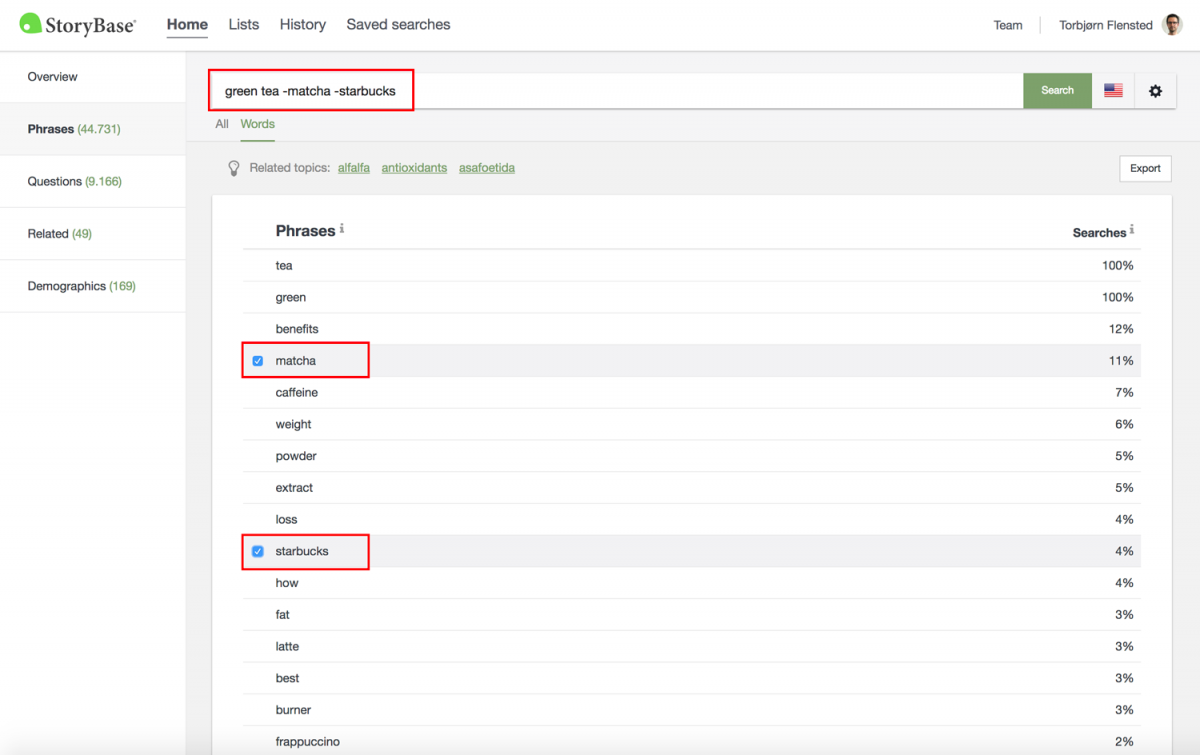 StoryBase® Home Lists History Saved searches Team Torbjørn Flensted
Overview
Phrases (44.731)
Questions (9.166)
Related (49)
Demographics (169)
green tea -matcha -starbucks Search
All Words
Related topics: alfalfa antioxidants asafoetida Export
Phrases i Searches i
tea 100%
green 100%
benefits 12%
matcha 11%
caffeine 7%
weight 6%
powder 5%
extract 5%
loss 4%
starbucks 4%
how 4%
fat 3%
latte 3%
best 3%
burner 3%
frappuccino 2%